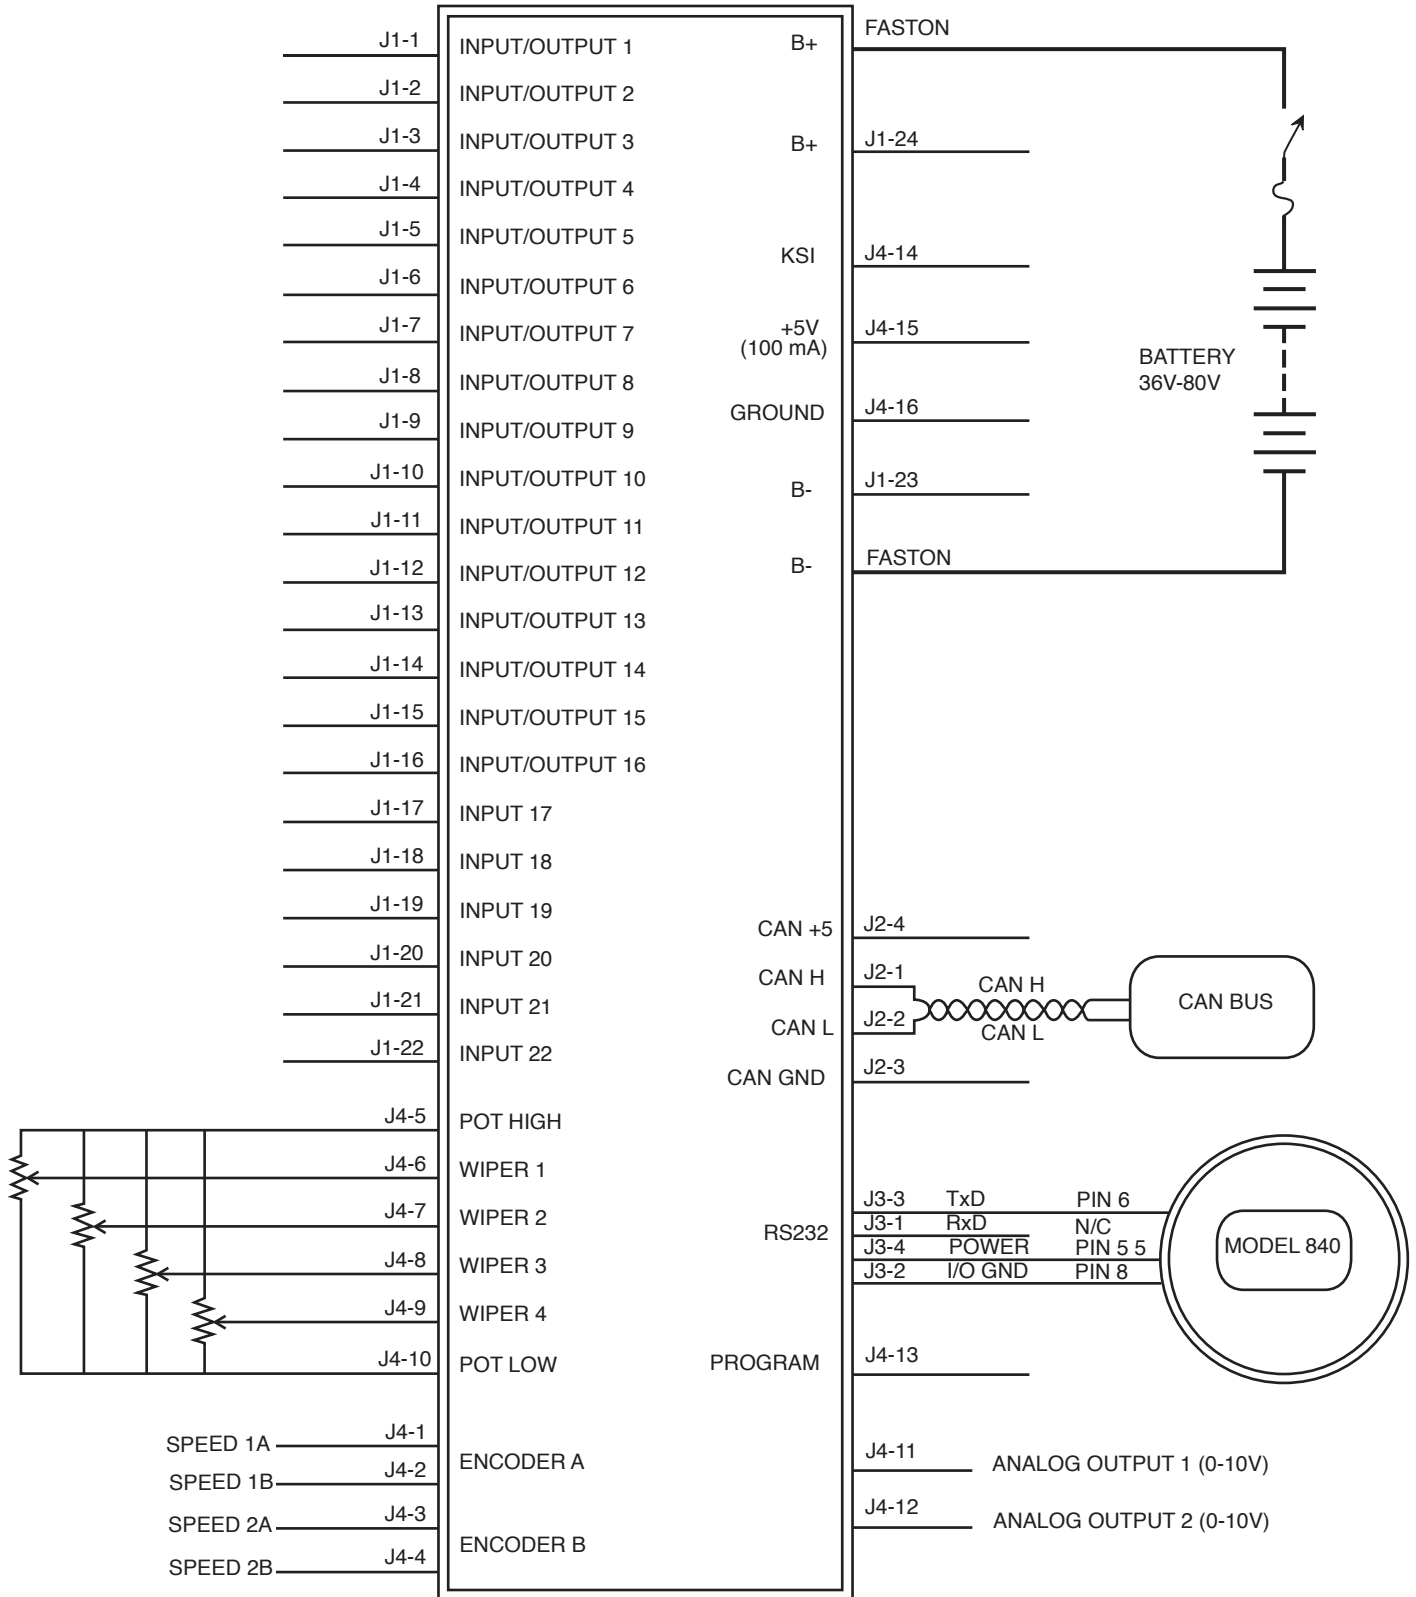 J1-1 INPUT/OUTPUT 1
J1-2 INPUT/OUTPUT 2
J1-3 INPUT/OUTPUT 3
J1-4 INPUT/OUTPUT 4
J1-5 INPUT/OUTPUT 5
J1-6 INPUT/OUTPUT 6
J1-7 INPUT/OUTPUT 7
J1-8 INPUT/OUTPUT 8
J1-9 INPUT/OUTPUT 9
J1-10 INPUT/OUTPUT 10
J1-11 INPUT/OUTPUT 11
J1-12 INPUT/OUTPUT 12
J1-13 INPUT/OUTPUT 13
J1-14 INPUT/OUTPUT 14
J1-15 INPUT/OUTPUT 15
J1-16 INPUT/OUTPUT 16
J1-17 INPUT 17
J1-18 INPUT 18
J1-19 INPUT 19
J1-20 INPUT 20
J1-21 INPUT 21
J1-22 INPUT 22
J4-5 POT HIGH
J4-6 WIPER 1
J4-7 WIPER 2
J4-8 WIPER 3
J4-9 WIPER 4
J4-10 POT LOW
SPEED 1A J4-1
ENCODER A
SPEED 1B J4-2
SPEED 2A J4-3
ENCODER B
SPEED 2B J4-4
B+ FASTON
B+ J1-24
KSI J4-14
+5V J4-15
(100 mA)
BATTERY
36V-80V
GROUND J4-16
B- J1-23
B- FASTON
CAN +5 J2-4
CAN H J2-1 CAN H
CAN BUS
CAN L J2-2 CAN L
CAN GND J2-3
RS232
J3-3 TxD PIN 6
J3-1 RxD N/C
J3-4 POWER PIN 5 5
J3-2 I/O GND PIN 8
MODEL 840
PROGRAM J4-13
J4-11 ANALOG OUTPUT 1 (0-10V)
J4-12 ANALOG OUTPUT 2 (0-10V)